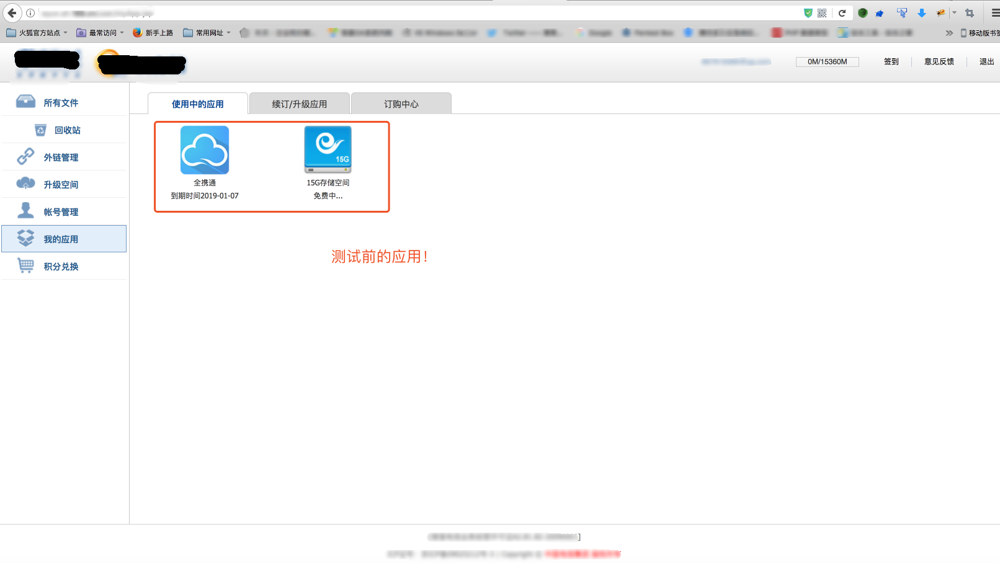 火狐官方站点 最常访问 新手上路 常用网址 移动版书签
0M/15360M 签到 意见反馈 退出
所有文件
回收站
外链管理
升级空间
帐号管理
我的应用
积分兑换
使用中的应用 续订/升级应用 订购中心
15G
全携通 15G存储空间
到期时间2019-01-07 免费中...
测试前的应用!